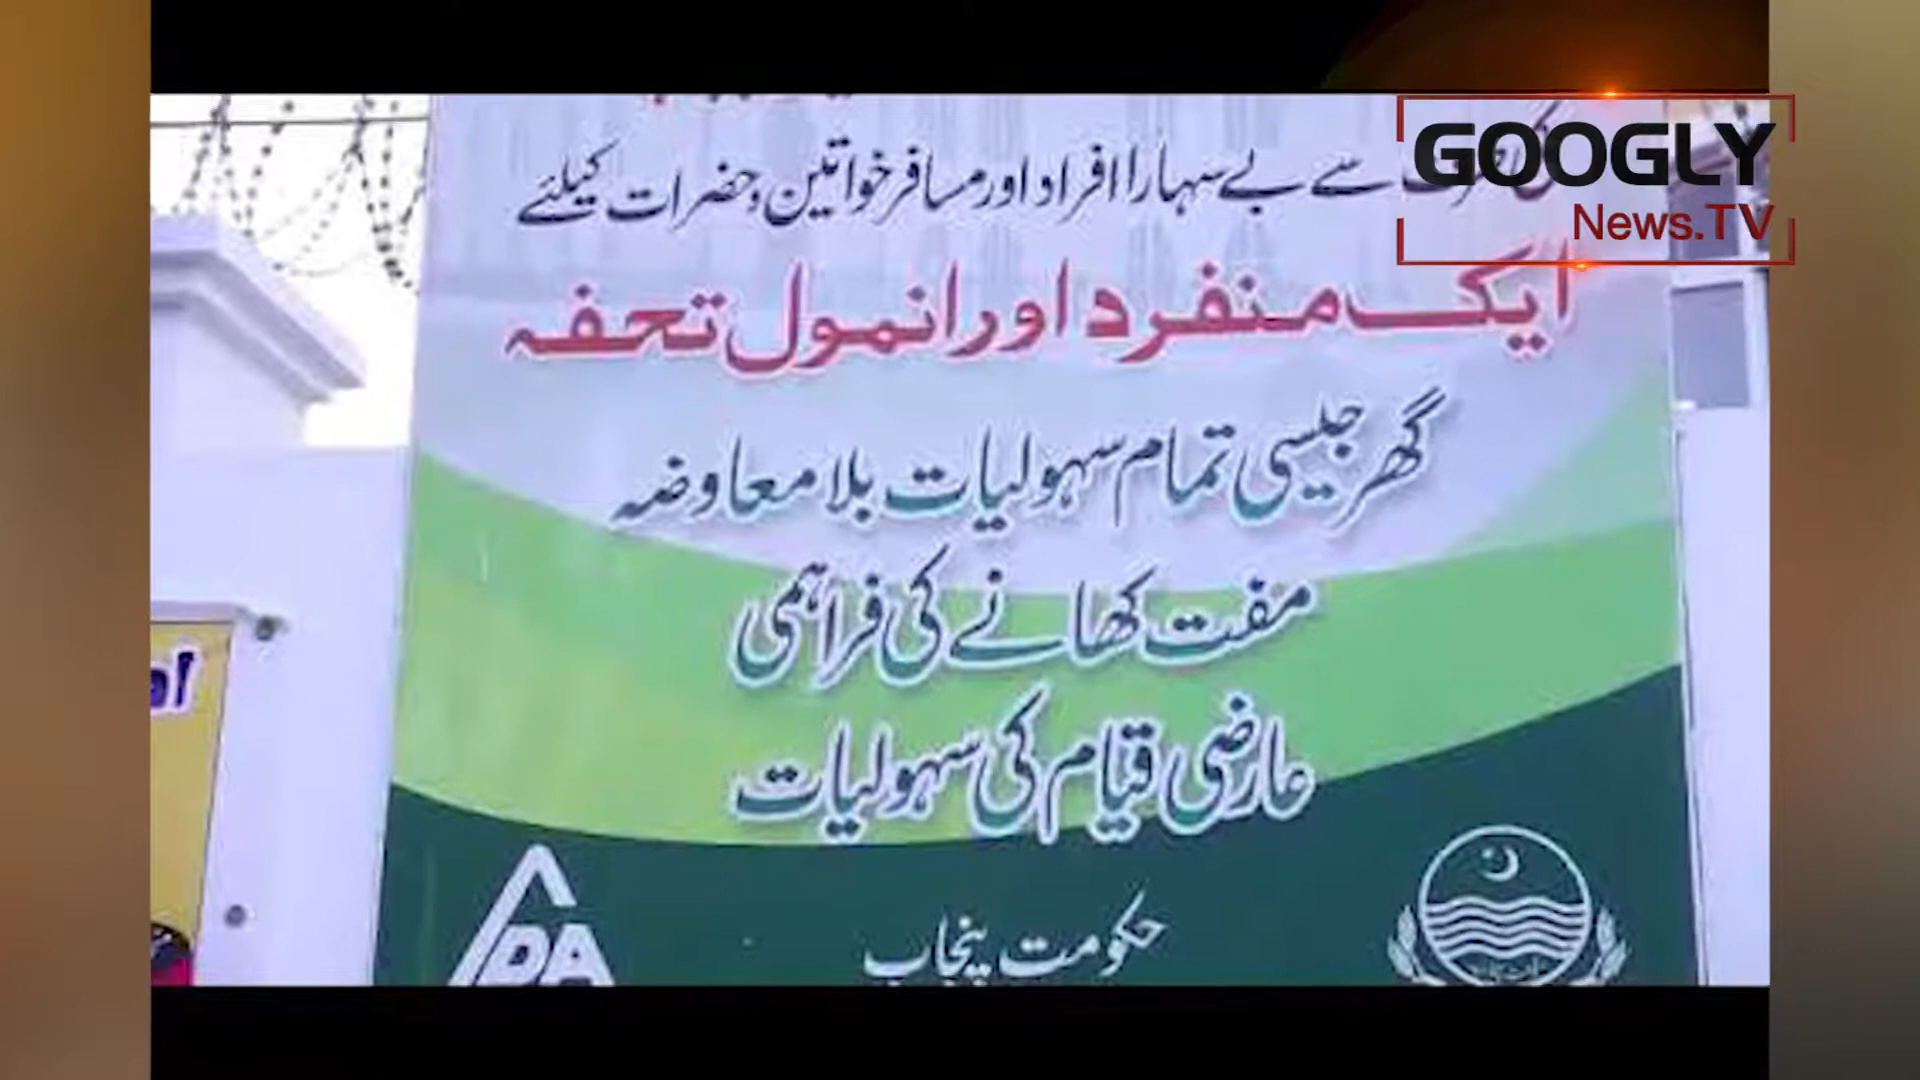 GOOGLY
News.TV
سے بے سہارا افراد اور مسافر خواتین و حضرات کیلئے
ایک منفرد اور انمول تحفہ
گھر جیسی تمام سہولیات بلا معاوضہ
مفت کھانے کی فراہمی
عارضی قیام کی سہولیات
حکومت پنجاب